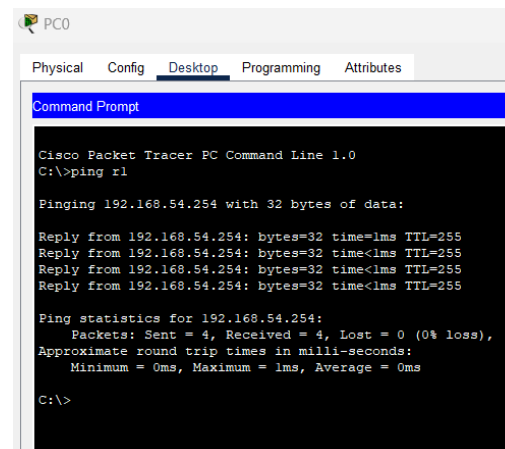 PC0
Physical Config Desktop Programming Attributes
Command Prompt
Cisco Packet Tracer PC Command Line 1.0
C:\>ping r1
Pinging 192.168.54.254 with 32 bytes of data:
Reply from 192.168.54.254: bytes=32 time=1ms TTL=255
Reply from 192.168.54.254: bytes=32 time<1ms TTL=255
Reply from 192.168.54.254: bytes=32 time<1ms TTL=255
Reply from 192.168.54.254: bytes=32 time<1ms TTL=255
Ping statistics for 192.168.54.254:
Packets: Sent = 4, Received = 4, Lost = 0 (0% loss),
Approximate round trip times in milli-seconds:
Minimum = 0ms, Maximum = 1ms, Average = 0ms
C:\>